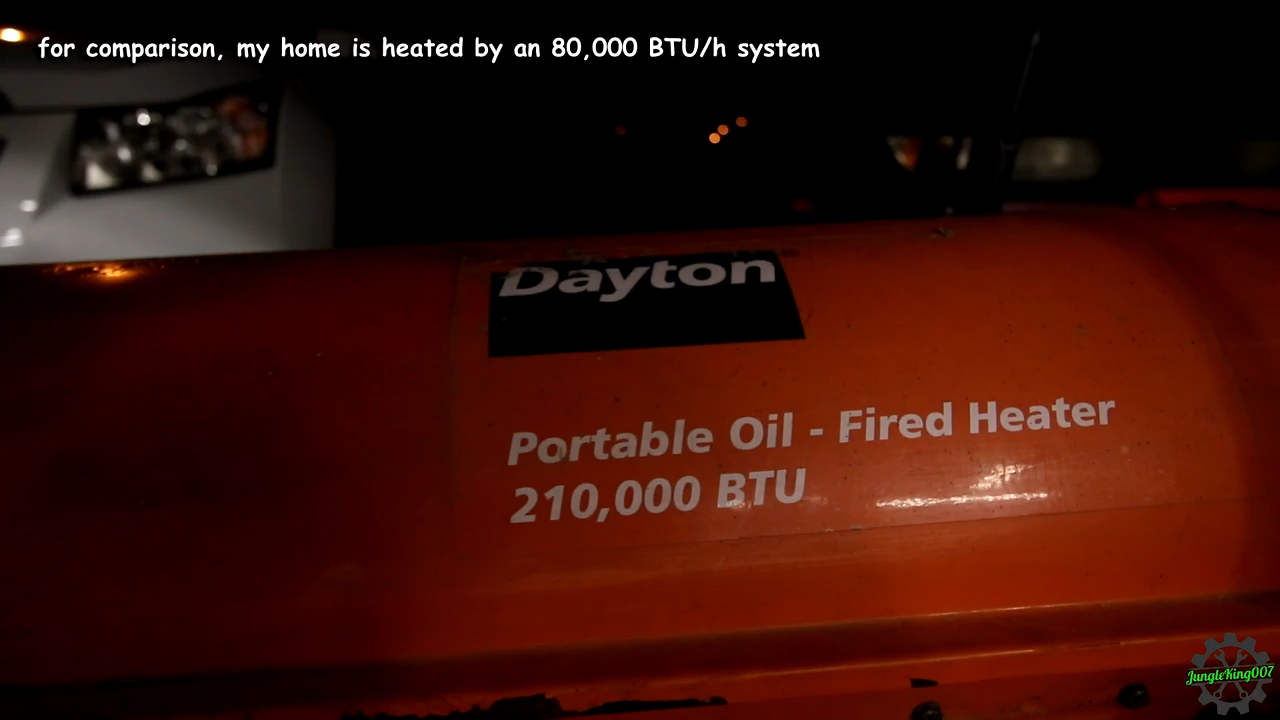 for comparison, my home is heated by an 80,000 BTU/h system
Dayton
Portable Oil - Fired Heater
210,000 BTU
JungleKing007